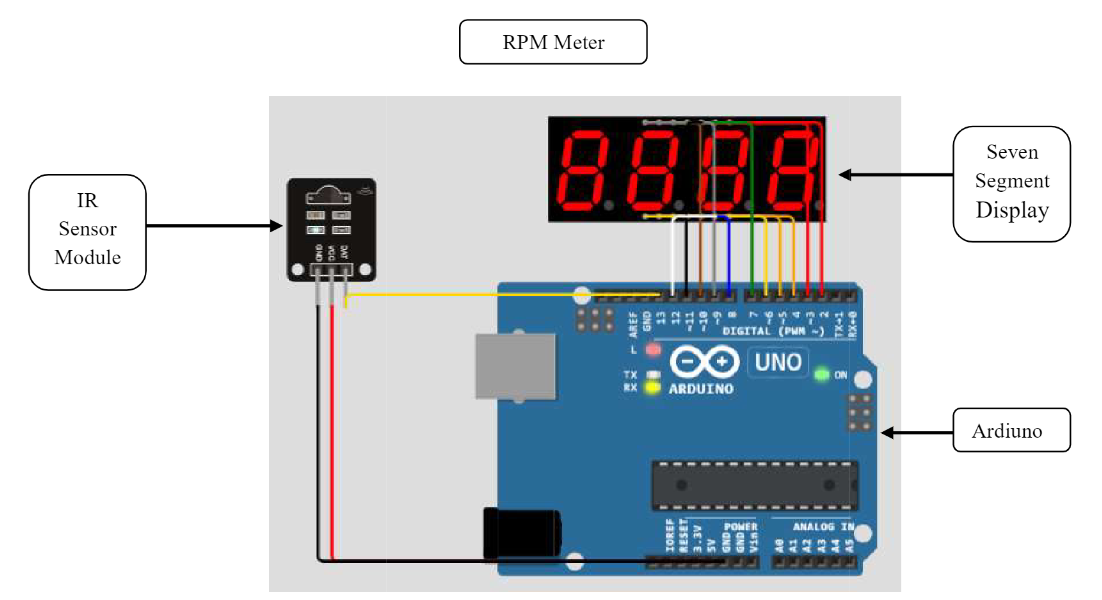 RPM Meter
Seven
Segment
Display
IR
Sensor
Module
GND
VCC
DAT
AREF
GND
13
12
~11
~10
~9
8
7
~6
~5
4
~3
2
TX→1
RX←0
DIGITAL (PWM ~)
L
TX
RX
ARDUINO
UNO
ON
Ardiuno
IOREF
RESET
3.3V
5V
GND
GND
Vin
POWER
ANALOG IN
A0
A1
A2
A3
A4
A5